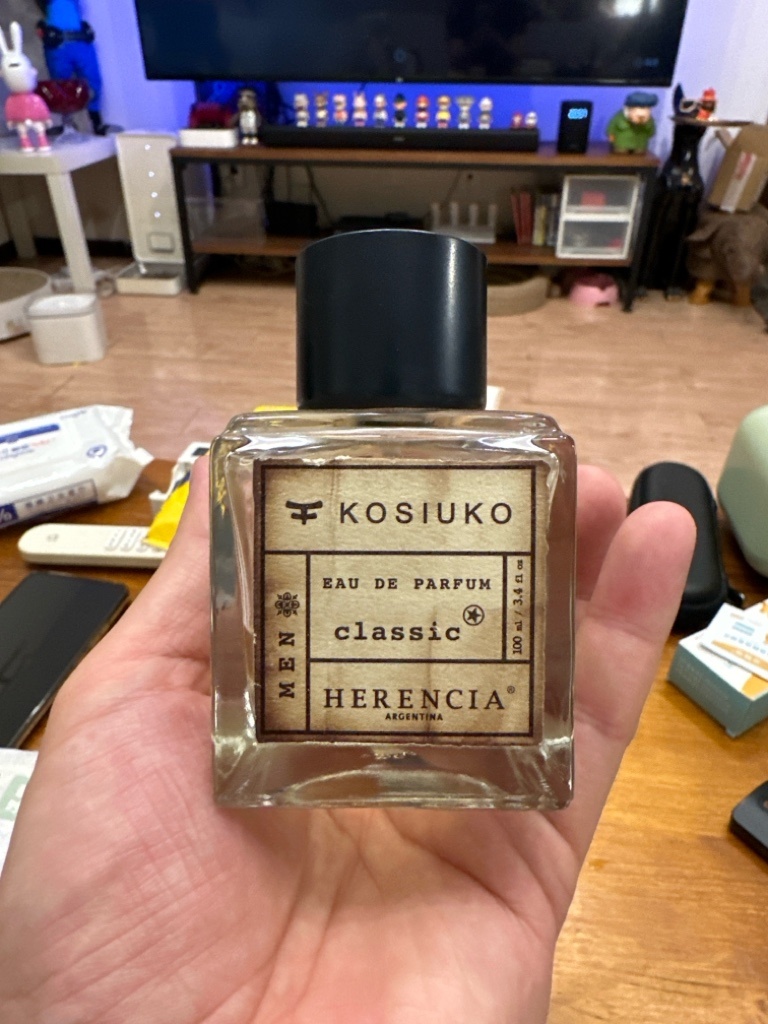 KOSIUKO
EAU DE PARFUM
classic
MEN
100 ml / 3.4 fl oz
HERENCIA®
ARGENTINA